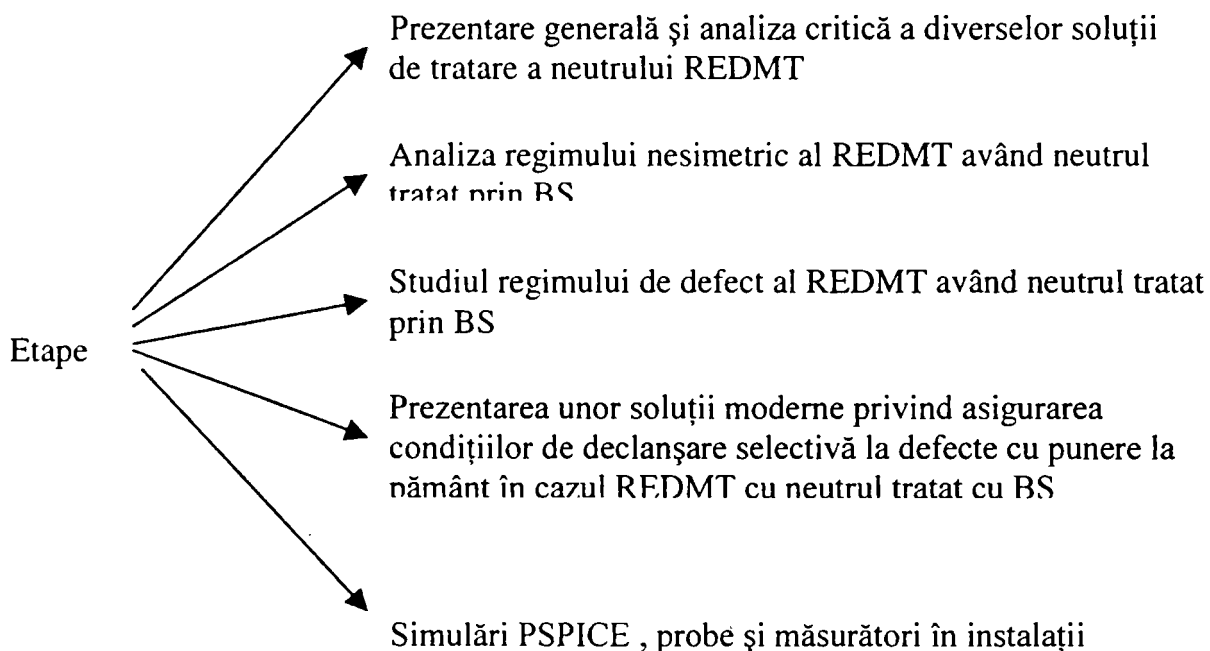 Prezentare generală şi analiza critică a diverselor soluţii
de tratare a neutrului REDMT
Analiza regimului nesimetric al REDMT având neutrul
tratat prin BS
Studiul regimului de defect al REDMT având neutrul tratat
prin BS
Etape
Prezentarea unor soluţii moderne privind asigurarea
condiţiilor de declanşare selectivă la defecte cu punere la
pământ în cazul REDMT cu neutrul tratat cu BS
Simulări PSPICE , probe şi măsurători în instalaţii